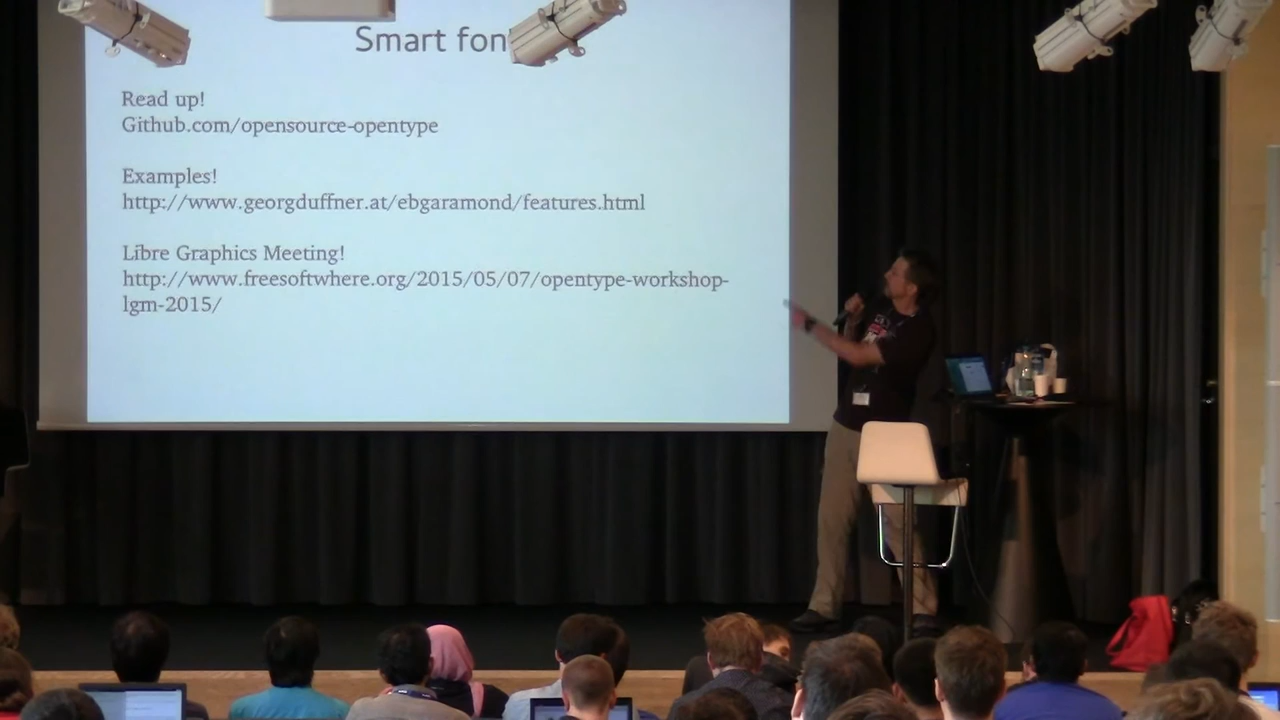 Smart fon
Read up!
Github.com/opensource-opentype
Examples!
http://www.georgduffner.at/ebgaramond/features.html
Libre Graphics Meeting!
http://www.freesoftwhere.org/2015/05/07/opentype-workshop-
lgm-2015/